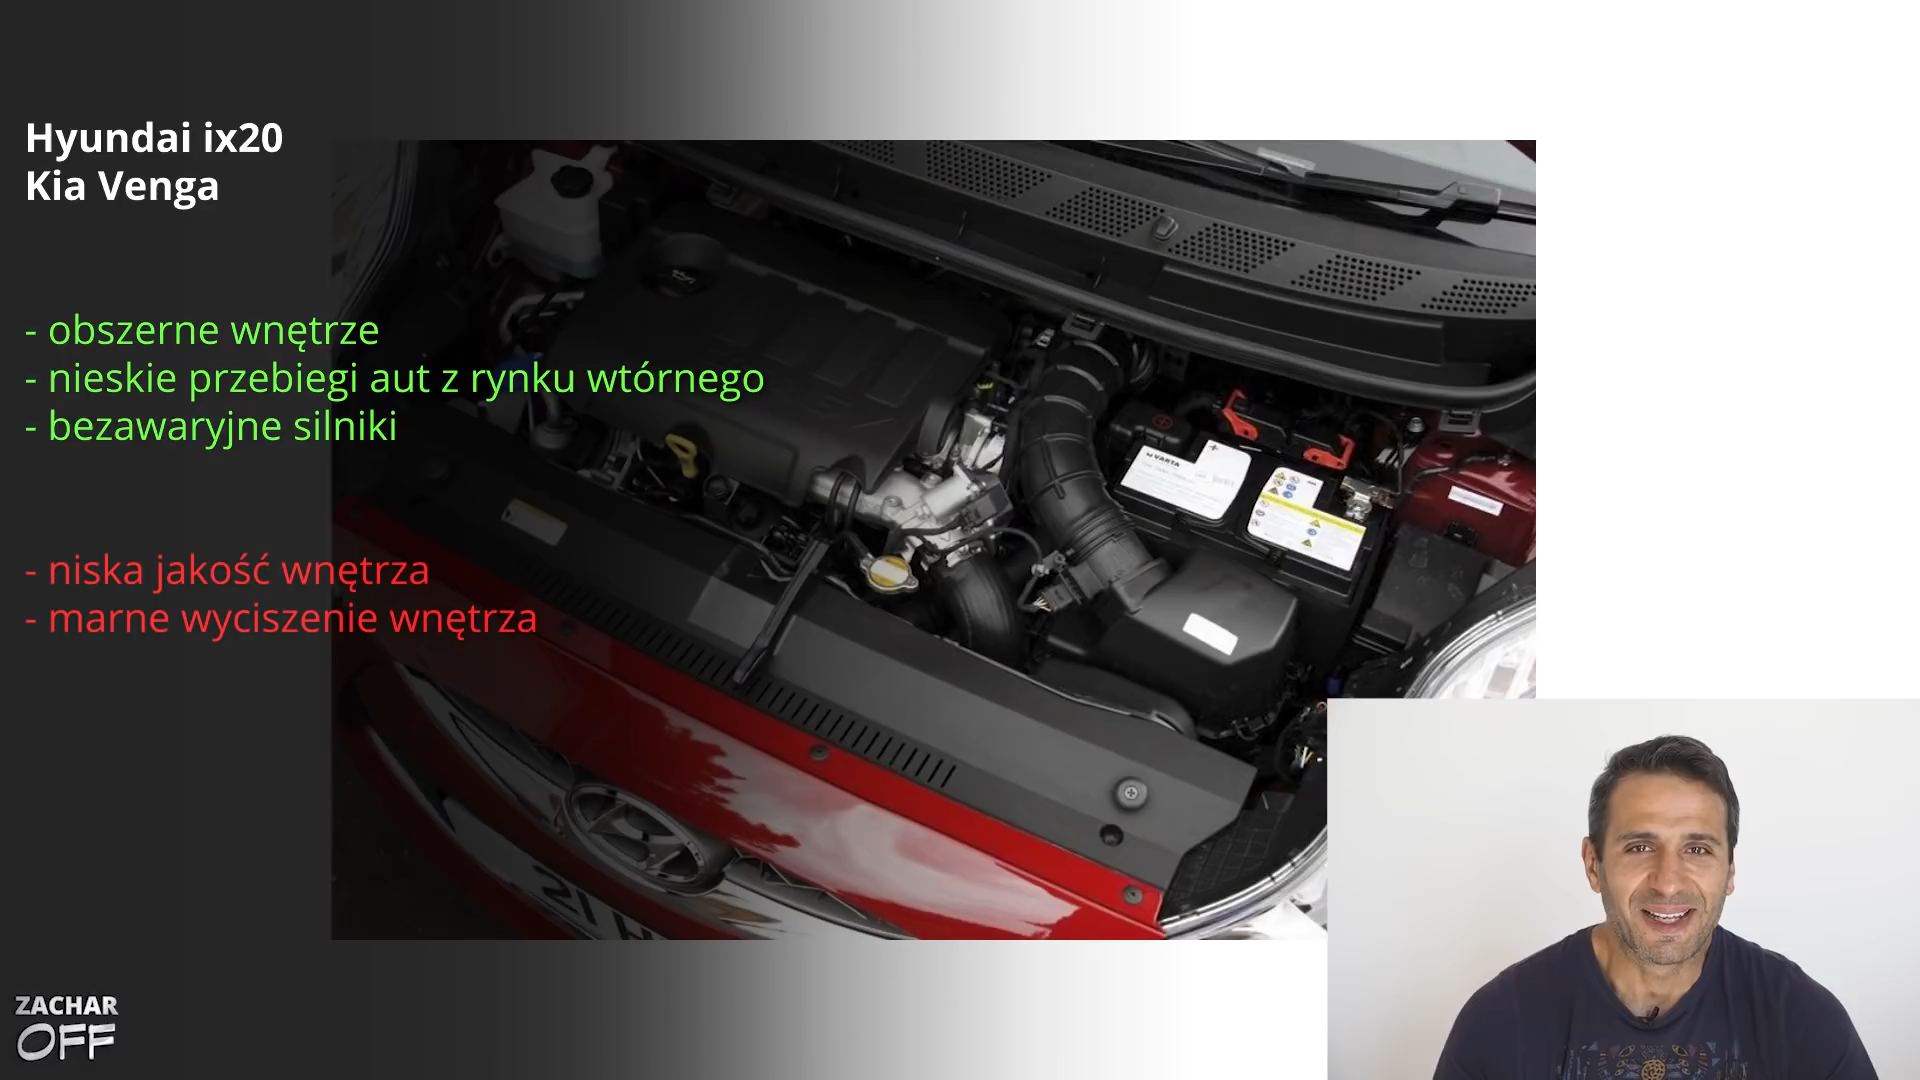 Hyundai ix20
Kia Venga
- obszerne wnętrze
- nieskie przebiegi aut z rynku wtórnego
- bezawaryjne silniki
- niska jakość wnętrza
- marne wyciszenie wnętrza
VARTA
ZACHAR
OFF